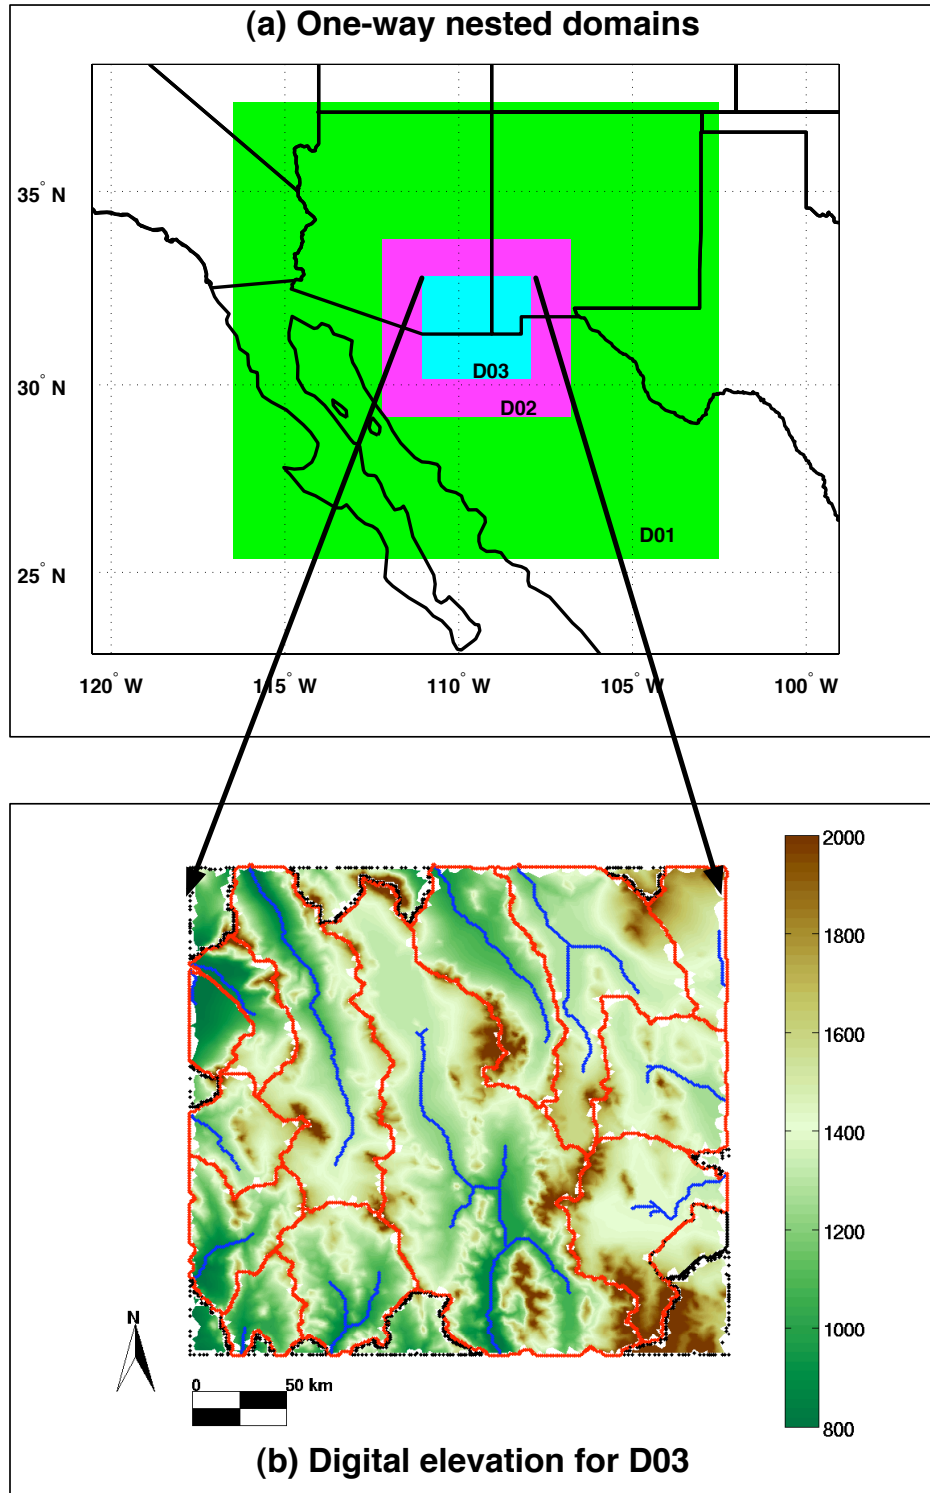 (a) One-way nested domains
35° N
30° N
25° N
D03
D02
D01
120° W
115° W
110° W
105° W
100° W
2000
1800
1600
1400
1200
1000
800
N
0
50 km
(b) Digital elevation for D03